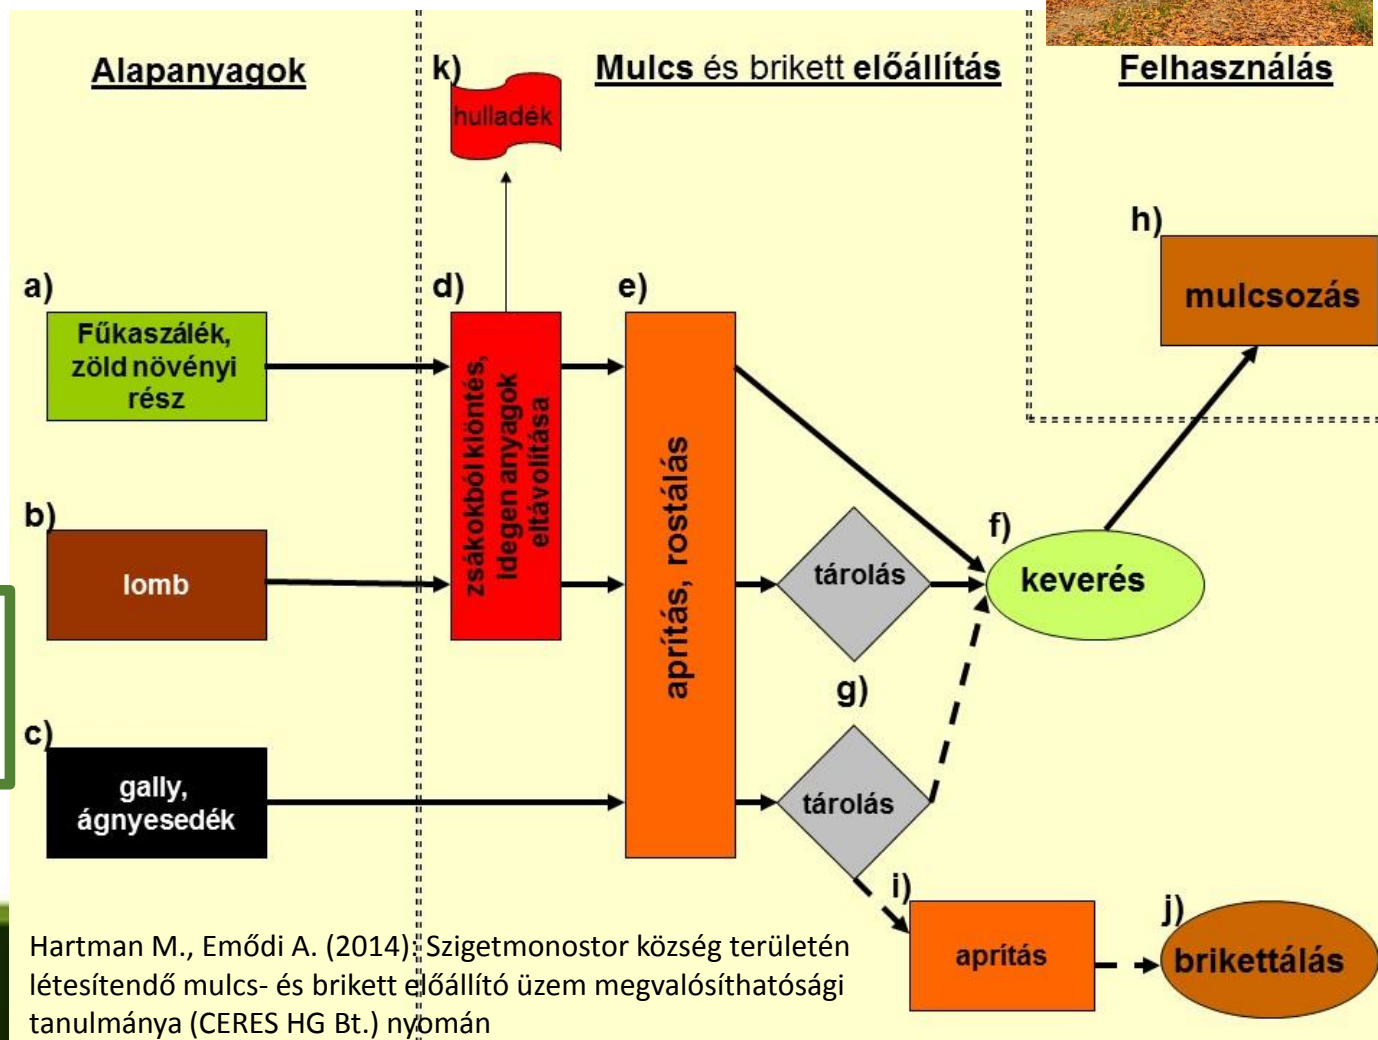 Alapanyagok
k)
hulladék
Mulcs és brikett előállítás
Felhasználás
h)
mulcsozás
a)
Fűkaszálék,
zöld növényi
rész
d)
zsákokból klöntés,
idegen anyagok
eltávolítása
e)
aprítás, rostálás
b)
lomb
tárolás
f)
keverés
c)
gally,
ágnyesedék
g)
tárolás
i)
aprítás
j)
brikettálás
Hartman M., Emődi A. (2014): Szigetmonostor község területén
létesítendő mulcs- és brikett előállító üzem megvalósíthatósági
tanulmánya (CERES HG Bt.) nyomán